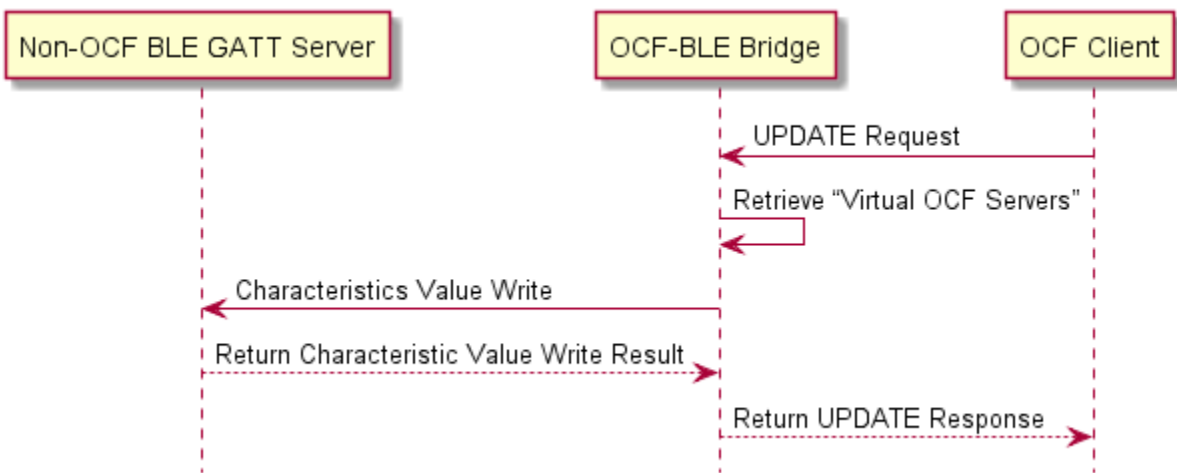 Non-OCF BLE GATT Server
OCF-BLE Bridge
OCF Client
UPDATE Request
Retrieve “Virtual OCF Servers”
Characteristics Value Write
Return Characteristic Value Write Result
Return UPDATE Response